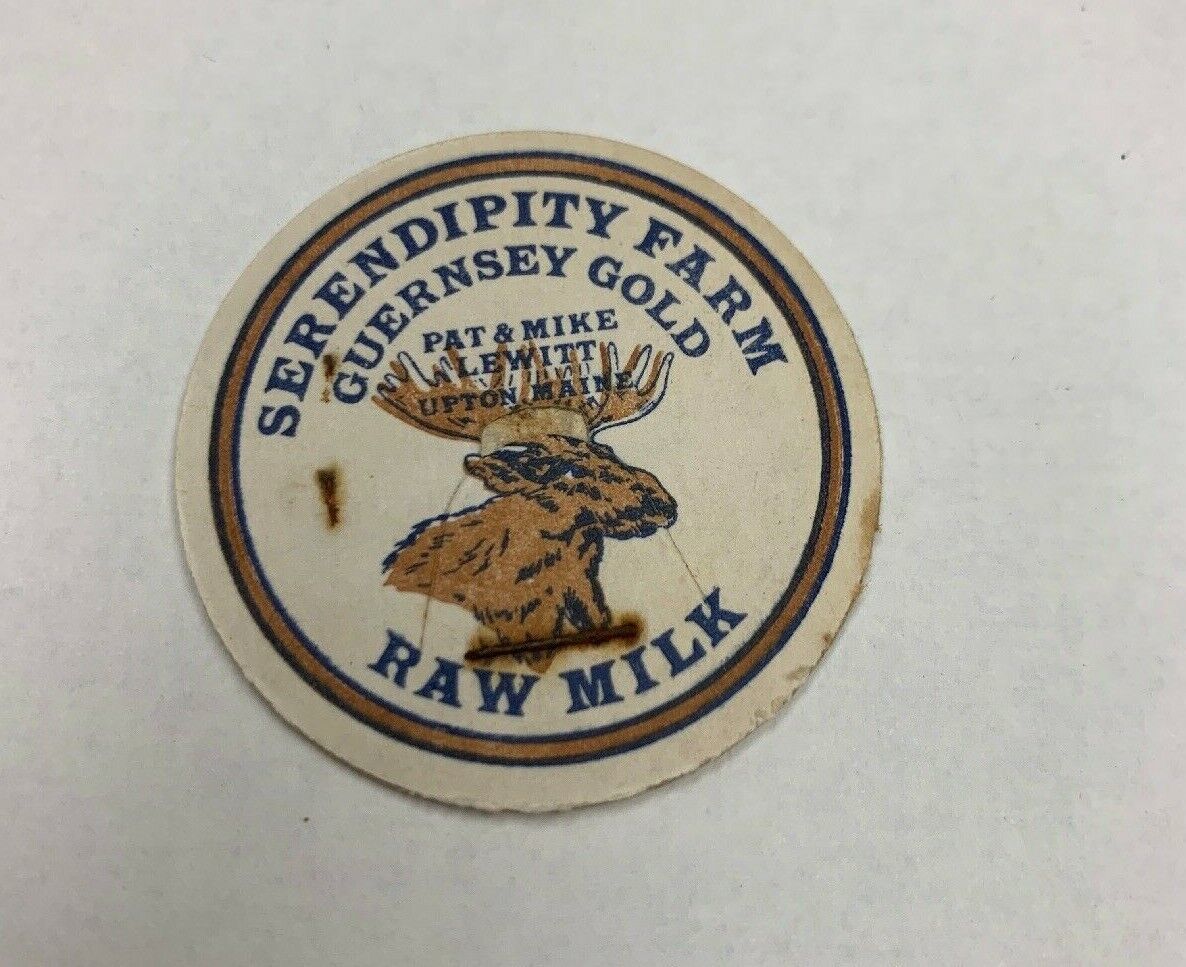 SERENDIPITY FARM
GUERNSEY GOLD
PAT & MIKE
LEWITT
UPTON, MAINE
RAW MILK